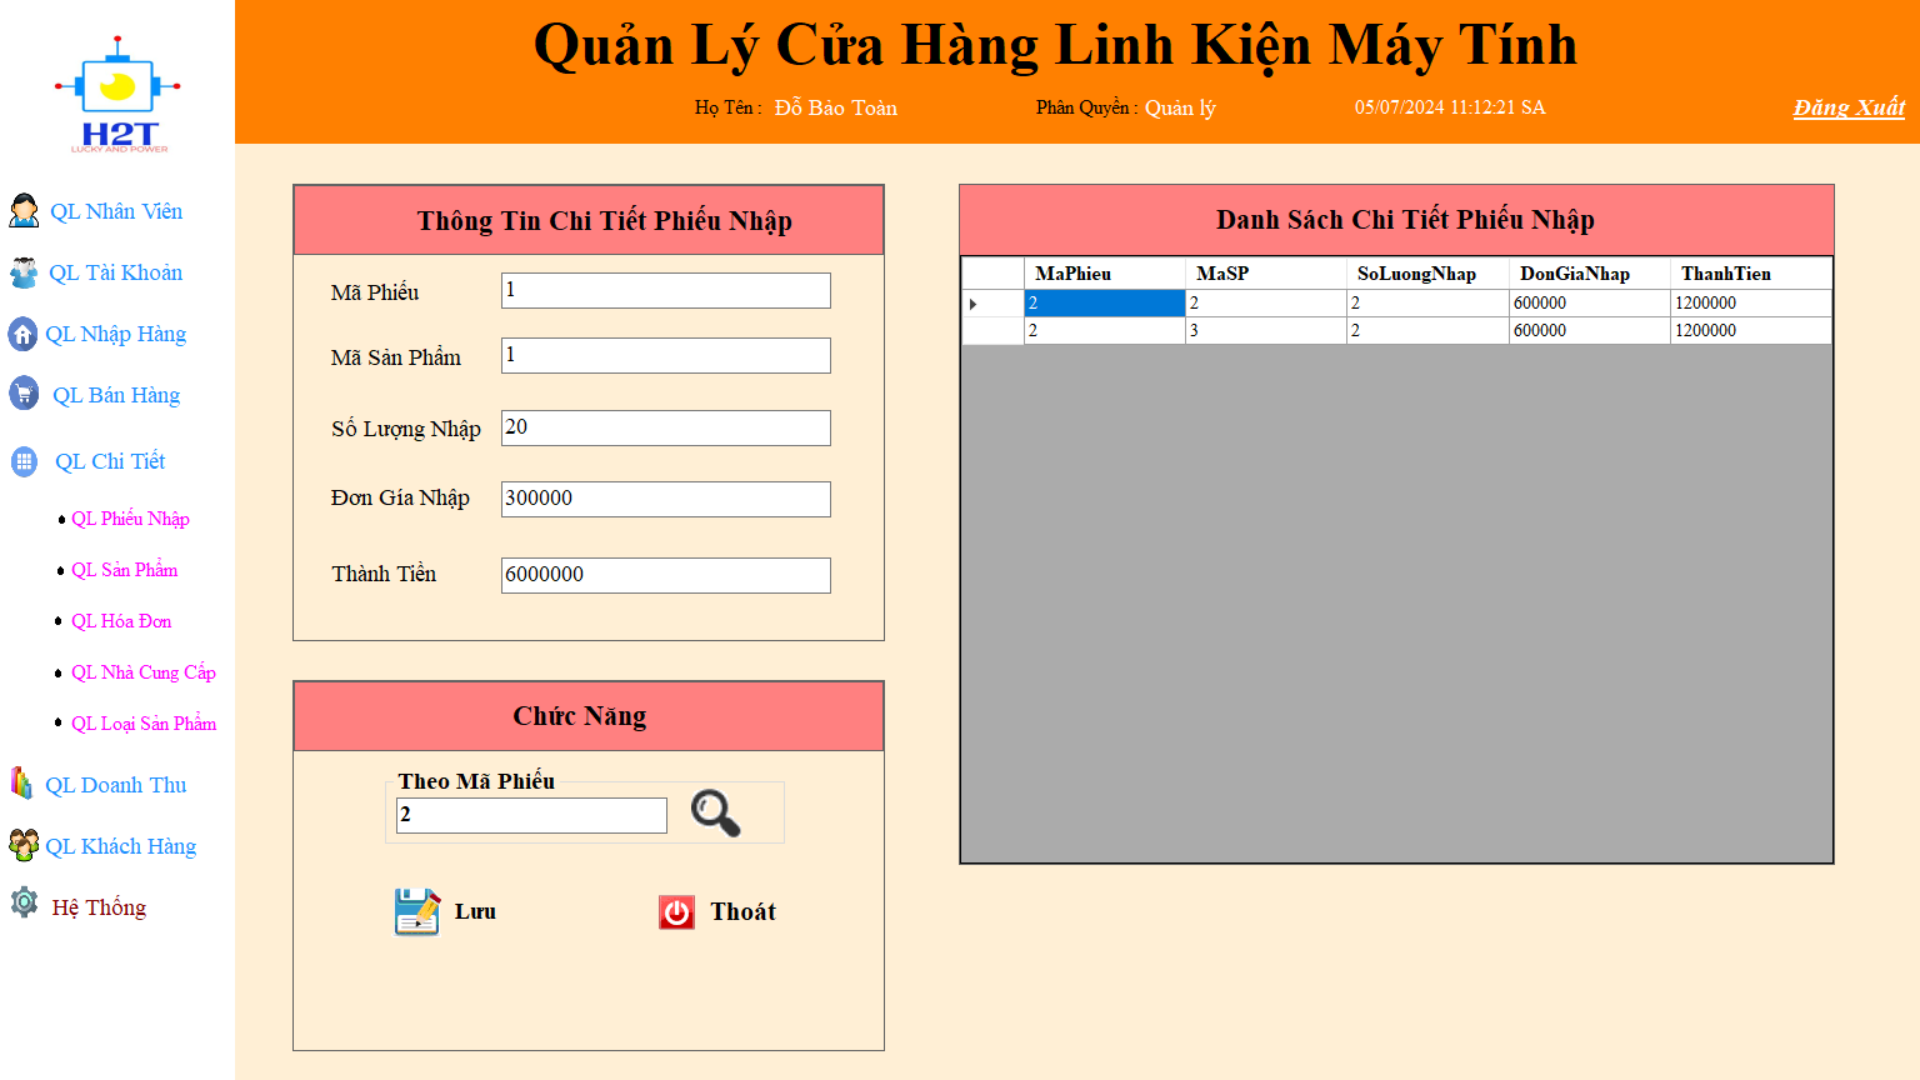 H2T
LUCKY AND POWER
QL Nhân Viên
QL Tài Khoản
QL Nhập Hàng
QL Bán Hàng
QL Chi Tiết
QL Phiếu Nhập
QL Sản Phẩm
QL Hóa Đơn
QL Nhà Cung Cấp
QL Loại Sản Phẩm
QL Doanh Thu
QL Khách Hàng
Hệ Thống
Quản Lý Cửa Hàng Linh Kiện Máy Tính
Họ Tên : Đỗ Bảo Toàn Phân Quyền : Quản lý 05/07/2024 11:12:21 SA Đăng Xuất
Thông Tin Chi Tiết Phiếu Nhập
Mã Phiếu 1
Mã Sản Phẩm 1
Số Lượng Nhập 20
Đơn Gía Nhập 300000
Thành Tiền 6000000
Chức Năng
Theo Mã Phiếu
2
Lưu Thoát
Danh Sách Chi Tiết Phiếu Nhập
MaPhieu MaSP SoLuongNhap DonGiaNhap ThanhTien
2 2 2 600000 1200000
2 3 2 600000 1200000